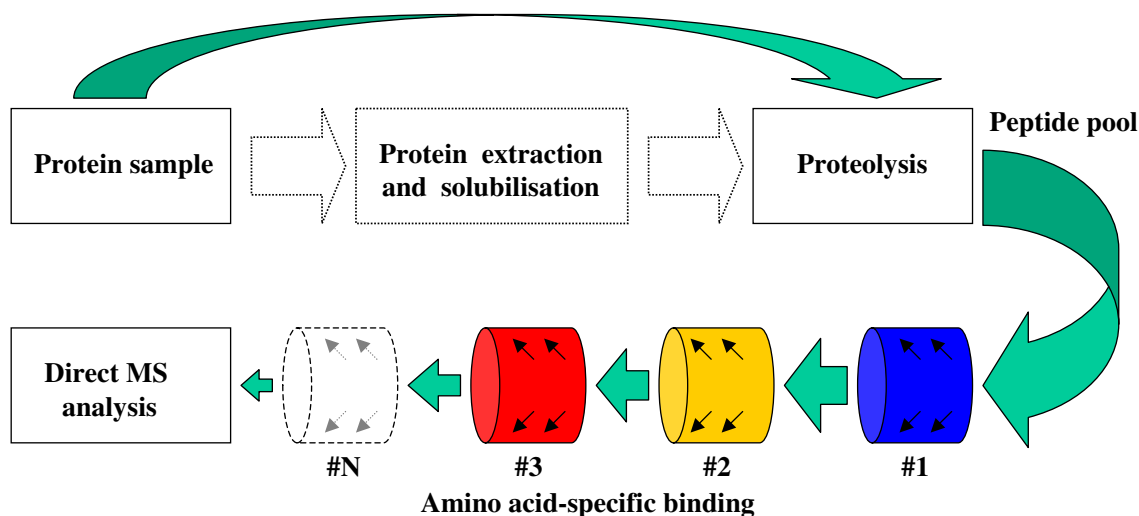 Protein sample
Protein extraction
and solubilisation
Proteolysis
Peptide pool
Direct MS
analysis
#N
#3
#2
#1
Amino acid-specific binding